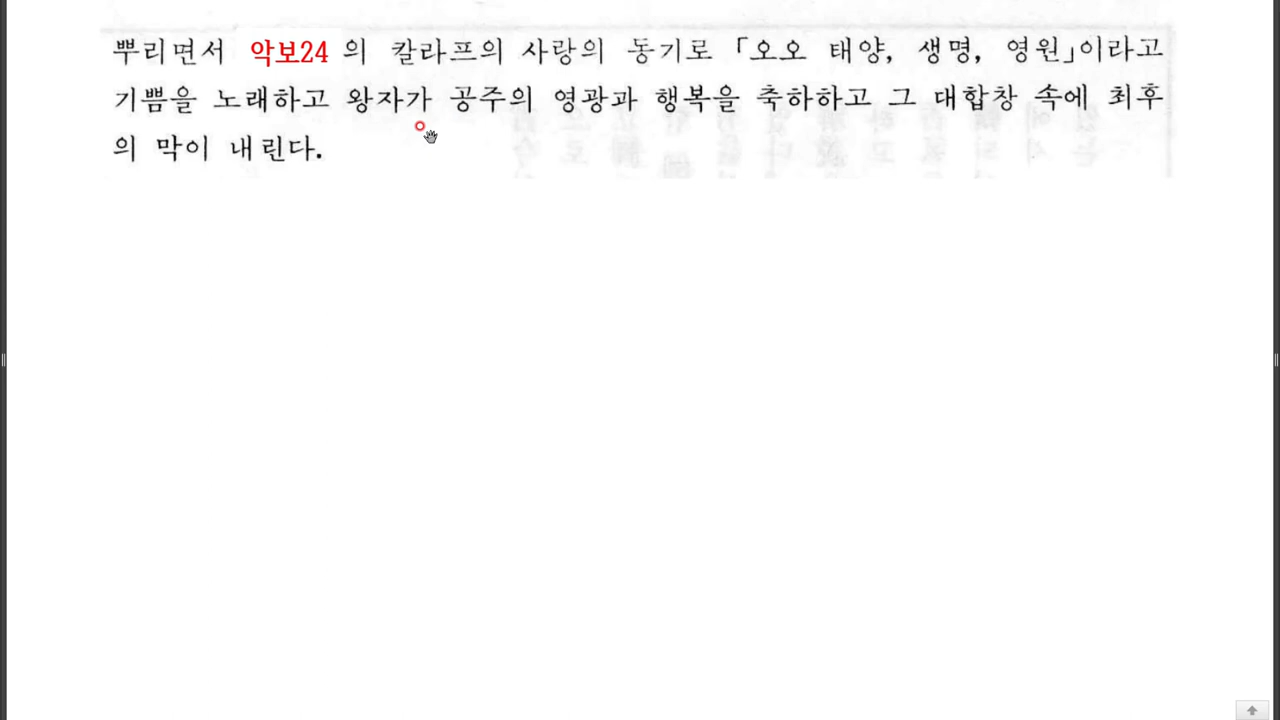 뿌리면서 악보24 의 칼라프의 사랑의 동기로 「오오 태양, 생명, 영원」이라고
기쁨을 노래하고 왕자가 공주의 영광과 행복을 축하하고 그 대합창 속에 최후
의 막이 내린다.